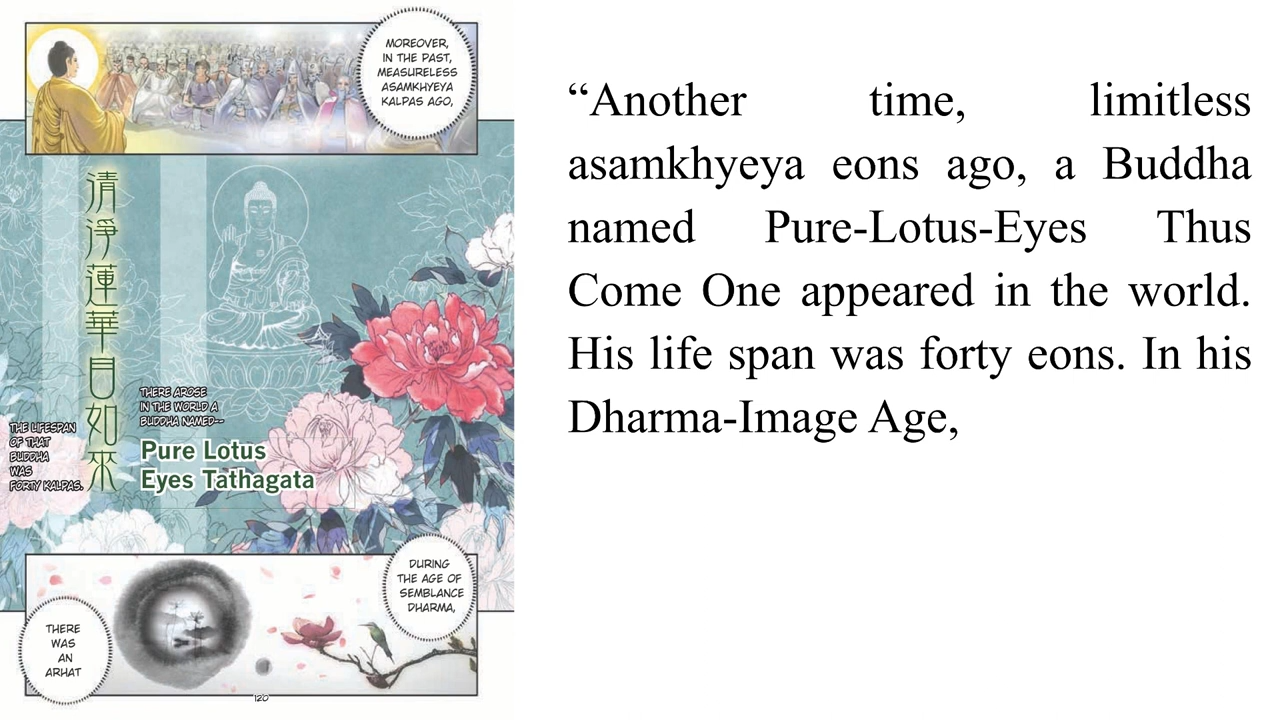 MOREOVER,
IN THE PAST,
MEASURELESS
ASAMKHYEYA
KALPAS AGO,
清淨蓮華目如來
THERE AROSE
IN THE WORLD A
BUDDHA NAMED--
Pure Lotus
Eyes Tathagata
THE LIFESPAN
OF THAT
BUDDHA
WAS
FORTY KALPAS.
DURING
THE AGE OF
SEMBLANCE
DHARMA,
THERE
WAS
AN
ARHAT
120
“Another time, limitless
asamkhyeya eons ago, a Buddha
named Pure-Lotus-Eyes Thus
Come One appeared in the world.
His life span was forty eons. In his
Dharma-Image Age,